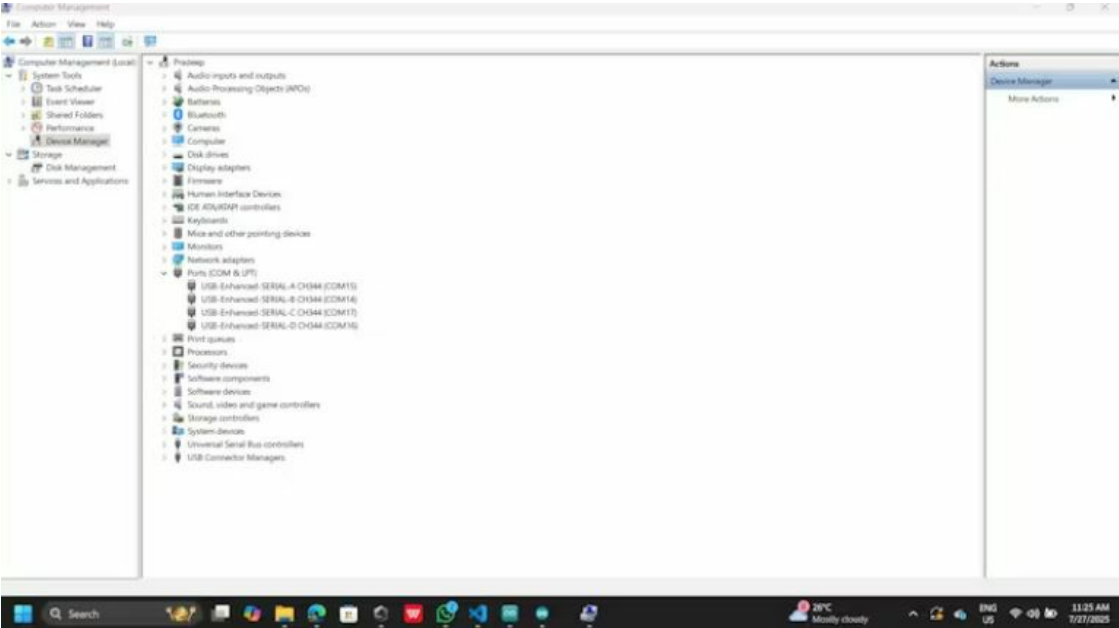 Computer Management
File Action View Help
Computer Management (Local)
System Tools
Task Scheduler
Event Viewer
Shared Folders
Performance
Device Manager
Storage
Disk Management
Services and Applications
Pradeep
Audio inputs and outputs
Audio Processing Objects (APOs)
Batteries
Bluetooth
Cameras
Computer
Disk drives
Display adapters
Firmware
Human Interface Devices
IDE ATA/ATAPI controllers
Keyboards
Mice and other pointing devices
Monitors
Network adapters
Ports (COM & LPT)
USB-Enhanced-SERIAL-A CH344 (COM15)
USB-Enhanced-SERIAL-B CH344 (COM14)
USB-Enhanced-SERIAL-C CH344 (COM17)
USB-Enhanced-SERIAL-D CH344 (COM16)
Print queues
Processors
Security devices
Software components
Software devices
Sound, video and game controllers
Storage controllers
System devices
Universal Serial Bus controllers
USB Connector Managers
Actions
Device Manager
More Actions
Search
26°C
Mostly cloudy
ENG
US
11:25 AM
7/27/2025